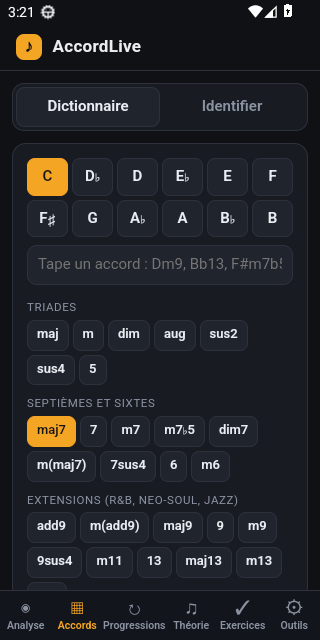 3:21
AccordLive
Dictionnaire Identifier
C D♭ D E♭ E F
F♯ G A♭ A B♭ B
Tape un accord : Dm9, Bb13, F#m7b5
TRIADES
maj m dim aug sus2
sus4 5
SEPTIÈMES ET SIXTES
maj7 7 m7 m7♭5 dim7
m(maj7) 7sus4 6 m6
EXTENSIONS (R&B, NEO-SOUL, JAZZ)
add9 m(add9) maj9 9 m9
9sus4 m11 13 maj13 m13
Analyse Accords Progressions Théorie Exercices Outils